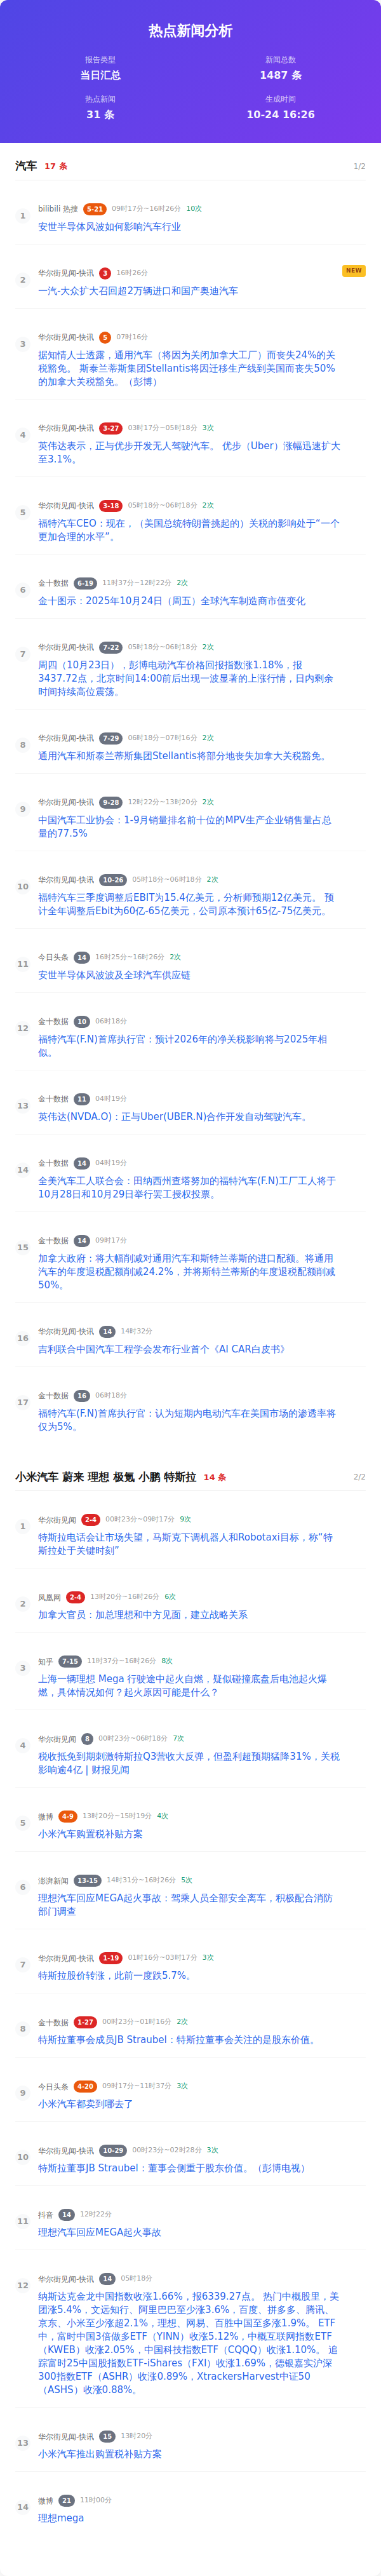 热点新闻分析
报告类型
当日汇总
新闻总数
1487 条
热点新闻
31 条
生成时间
10-24 16:26
汽车 17 条 1/2
1 bilibili 热搜 5-21 09时17分~16时26分 10次
安世半导体风波如何影响汽车行业
2 华尔街见闻-快讯 3 16时26分 NEW
一汽-大众扩大召回超2万辆进口和国产奥迪汽车
3 华尔街见闻-快讯 5 07时16分
据知情人士透露，通用汽车（将因为关闭加拿大工厂）而丧失24%的关
税豁免。 斯泰兰蒂斯集团Stellantis将因迁移生产线到美国而丧失50%
的加拿大关税豁免。（彭博）
4 华尔街见闻-快讯 3-27 03时17分~05时18分 3次
英伟达表示，正与优步开发无人驾驶汽车。 优步（Uber）涨幅迅速扩大
至3.1%。
5 华尔街见闻-快讯 3-18 05时18分~06时18分 2次
福特汽车CEO：现在，（美国总统特朗普挑起的）关税的影响处于“一个
更加合理的水平”。
6 金十数据 6-19 11时37分~12时22分 2次
金十图示：2025年10月24日（周五）全球汽车制造商市值变化
7 华尔街见闻-快讯 7-22 05时18分~06时18分 2次
周四（10月23日），彭博电动汽车价格回报指数涨1.18%，报
3437.72点，北京时间14:00前后出现一波显著的上涨行情，日内剩余
时间持续高位震荡。
8 华尔街见闻-快讯 7-29 06时18分~07时16分 2次
通用汽车和斯泰兰蒂斯集团Stellantis将部分地丧失加拿大关税豁免。
9 华尔街见闻-快讯 9-28 12时22分~13时20分 2次
中国汽车工业协会：1-9月销量排名前十位的MPV生产企业销售量占总
量的77.5%
10 华尔街见闻-快讯 10-26 05时18分~06时18分 2次
福特汽车三季度调整后EBIT为15.4亿美元，分析师预期12亿美元。 预
计全年调整后Ebit为60亿-65亿美元，公司原本预计65亿-75亿美元。
11 今日头条 14 16时25分~16时26分 2次
安世半导体风波波及全球汽车供应链
12 金十数据 10 06时18分
福特汽车(F.N)首席执行官：预计2026年的净关税影响将与2025年相
似。
13 金十数据 11 04时19分
英伟达(NVDA.O)：正与Uber(UBER.N)合作开发自动驾驶汽车。
14 金十数据 14 04时19分
全美汽车工人联合会：田纳西州查塔努加的福特汽车(F.N)工厂工人将于
10月28日和10月29日举行罢工授权投票。
15 金十数据 14 09时17分
加拿大政府：将大幅削减对通用汽车和斯特兰蒂斯的进口配额。将通用
汽车的年度退税配额削减24.2%，并将斯特兰蒂斯的年度退税配额削减
50%。
16 华尔街见闻-快讯 14 14时32分
吉利联合中国汽车工程学会发布行业首个《AI CAR白皮书》
17 金十数据 16 06时18分
福特汽车(F.N)首席执行官：认为短期内电动汽车在美国市场的渗透率将
仅为5%。
小米汽车 蔚来 理想 极氪 小鹏 特斯拉 14 条 2/2
1 华尔街见闻 2-4 00时23分~09时17分 9次
特斯拉电话会让市场失望，马斯克下调机器人和Robotaxi目标，称“特
斯拉处于关键时刻”
2 凤凰网 2-4 13时20分~16时26分 6次
加拿大官员：加总理想和中方见面，建立战略关系
3 知乎 7-15 11时37分~16时26分 8次
上海一辆理想 Mega 行驶途中起火自燃，疑似碰撞底盘后电池起火爆
燃，具体情况如何？起火原因可能是什么？
4 华尔街见闻 8 00时23分~06时18分 7次
税收抵免到期刺激特斯拉Q3营收大反弹，但盈利超预期猛降31%，关税
影响逾4亿 | 财报见闻
5 微博 4-9 13时20分~15时19分 4次
小米汽车购置税补贴方案
6 澎湃新闻 13-15 14时31分~16时26分 5次
理想汽车回应MEGA起火事故：驾乘人员全部安全离车，积极配合消防
部门调查
7 华尔街见闻-快讯 1-19 01时16分~03时17分 3次
特斯拉股价转涨，此前一度跌5.7%。
8 金十数据 1-27 00时23分~01时16分 2次
特斯拉董事会成员JB Straubel：特斯拉董事会关注的是股东价值。
9 今日头条 4-20 09时17分~11时37分 3次
小米汽车都卖到哪去了
10 华尔街见闻-快讯 10-29 00时23分~02时28分 3次
特斯拉董事JB Straubel：董事会侧重于股东价值。（彭博电视）
11 抖音 14 12时22分
理想汽车回应MEGA起火事故
12 华尔街见闻-快讯 14 05时18分
纳斯达克金龙中国指数收涨1.66%，报6339.27点。 热门中概股里，美
团涨5.4%，文远知行、阿里巴巴至少涨3.6%，百度、拼多多、腾讯、
京东、小米至少涨超2.1%，理想、网易、百胜中国至多涨1.9%。 ETF
中，富时中国3倍做多ETF（YINN）收涨5.12%，中概互联网指数ETF
（KWEB）收涨2.05%，中国科技指数ETF（CQQQ）收涨1.10%。 追
踪富时25中国股指数ETF-iShares（FXI）收涨1.69%，德银嘉实沪深
300指数ETF（ASHR）收涨0.89%，XtrackersHarvest中证50
（ASHS）收涨0.88%。
13 华尔街见闻-快讯 15 13时20分
小米汽车推出购置税补贴方案
14 微博 21 11时00分
理想mega